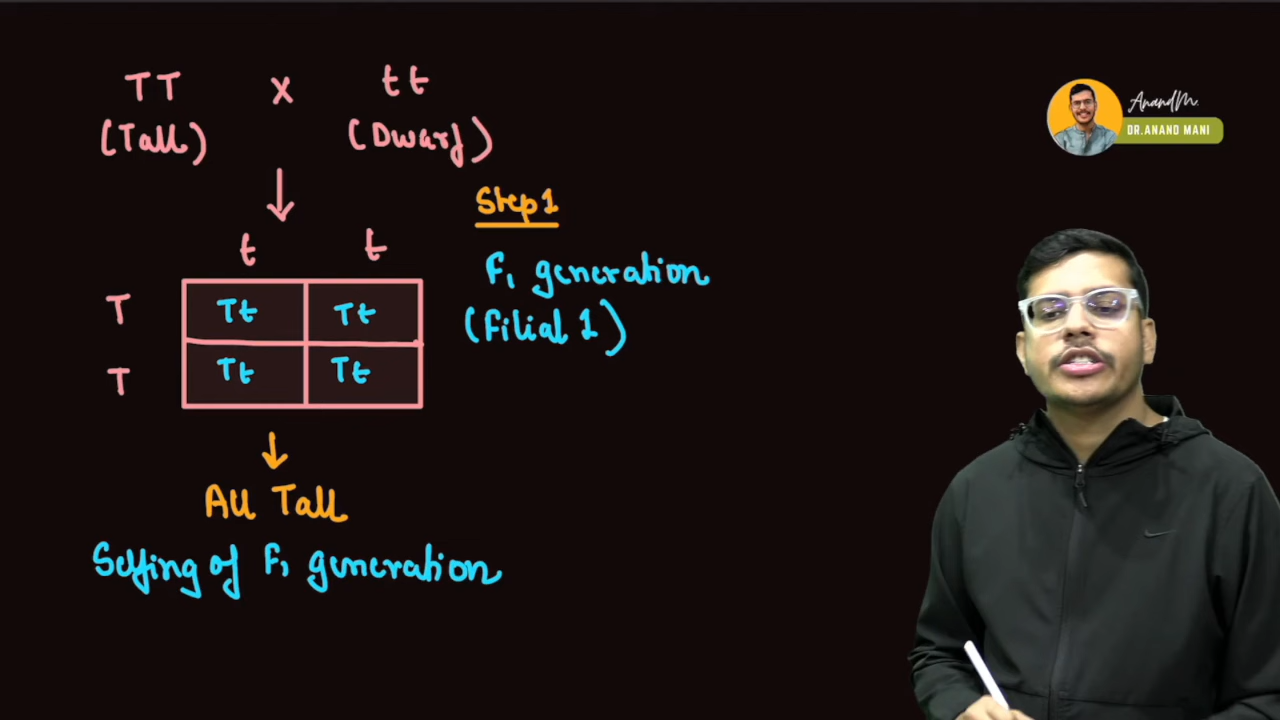 TT x tt
(Tall) (Dwarf)
Step 1
t t
F₁ generation
(Filial 1)
T Tt Tt
T Tt Tt
All Tall
Selfing of F₁ generation
AnandM.
DR.ANAND MANI